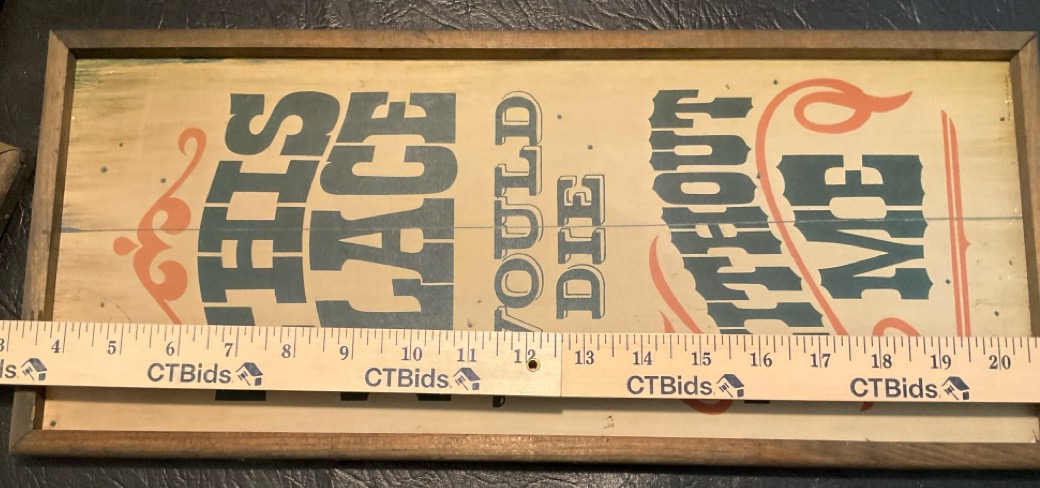 THIS
PLACE
WOULD
DIE
WITHOUT
ME
3 4 5 6 7 8 9 10 11 12 13 14 15 16 17 18 19 20
CTBids. CTBids. CTBids. CTBids.